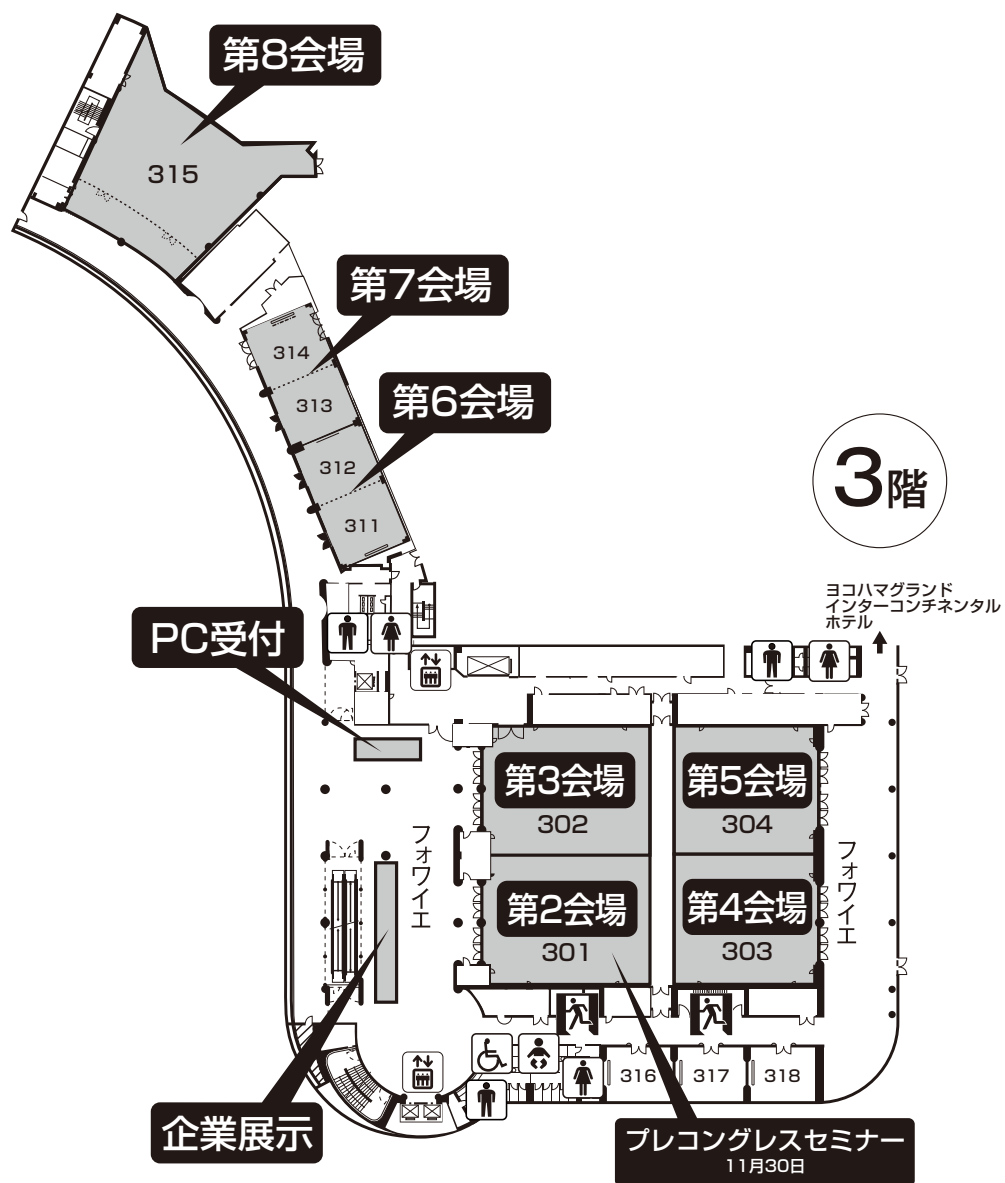 第8会場
315
第7会場
314
313
第6会場
312
311
3階
ヨコハマグランド
インターコンチネンタル
ホテル
PC受付
第3会場
302
第5会場
304
フォワイエ
第2会場
301
第4会場
303
フォワイエ
316
317
318
企業展示
プレコングレスセミナー
11月30日